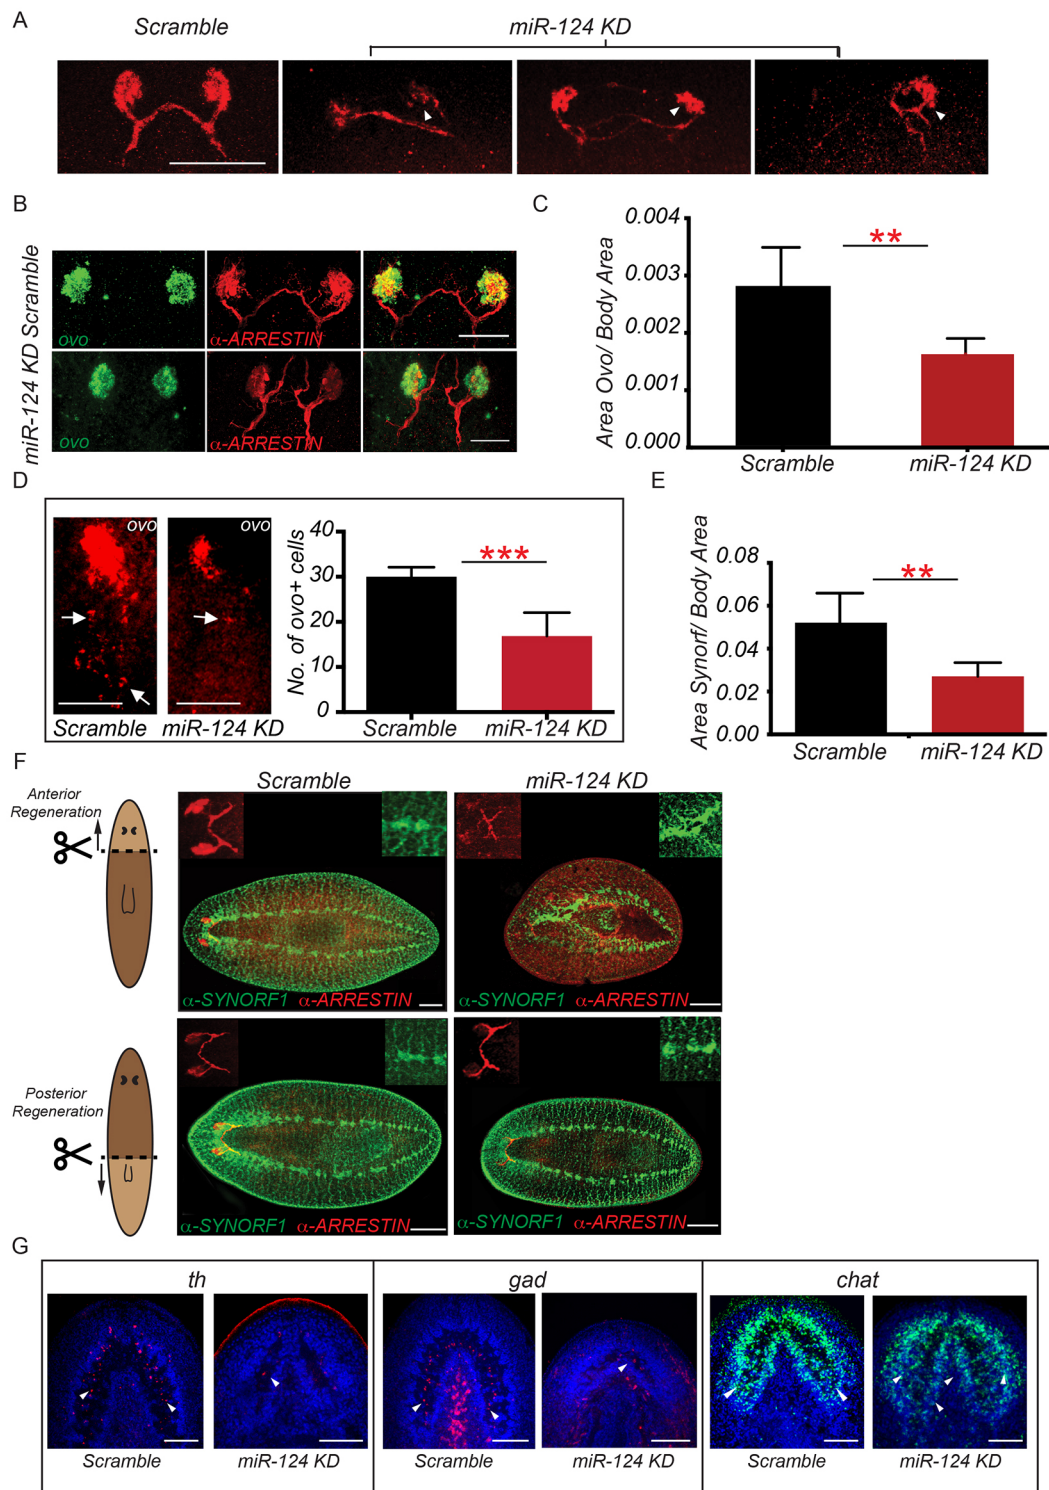 A
Scramble
miR-124 KD
B
C
miR-124 KD Scramble
ovo
α-ARRESTIN
ovo
α-ARRESTIN
Area Ovo/ Body Area
0.004
0.003
0.002
0.001
0.000
**
Scramble
miR-124 KD
D
ovo
ovo
Scramble
miR-124 KD
No. of ovo+ cells
40
30
20
10
0
***
Scramble
miR-124 KD
E
Area Synorf/ Body Area
0.08
0.06
0.04
0.02
0.00
**
Scramble
miR-124 KD
F
Scramble
miR-124 KD
Anterior
Regeneration
α-SYNORF1 α-ARRESTIN
α-SYNORF1 α-ARRESTIN
Posterior
Regeneration
α-SYNORF1 α-ARRESTIN
α-SYNORF1 α-ARRESTIN
G
th
gad
chat
Scramble
miR-124 KD
Scramble
miR-124 KD
Scramble
miR-124 KD